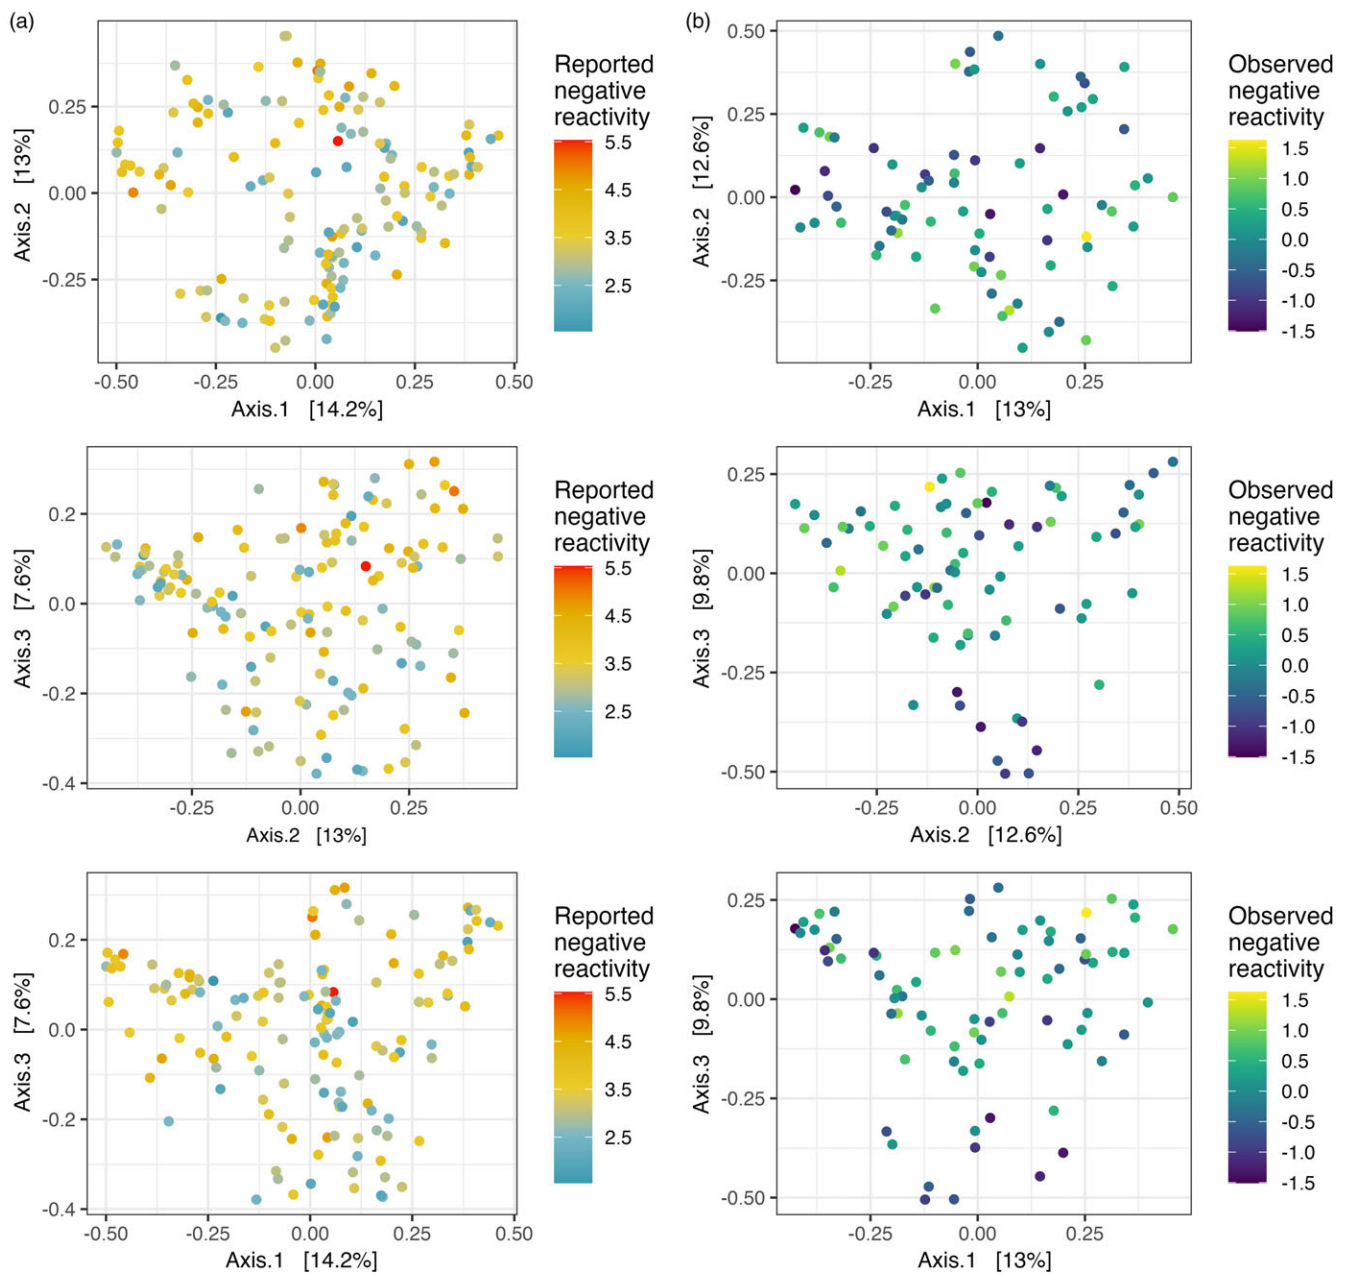 (a)
0.25
0.00
-0.25
Axis.2 [13%]
-0.50
-0.25
0.00
0.25
0.50
Axis.1 [14.2%]
Reported
negative
reactivity
5.5
4.5
3.5
2.5
(b)
0.50
0.25
0.00
-0.25
Axis.2 [12.6%]
-0.25
0.00
0.25
Axis.1 [13%]
Observed
negative
reactivity
1.5
1.0
0.5
0.0
-0.5
-1.0
-1.5
0.2
0.0
-0.2
-0.4
Axis.3 [7.6%]
-0.25
0.00
0.25
Axis.2 [13%]
Reported
negative
reactivity
5.5
4.5
3.5
2.5
0.25
0.00
-0.25
-0.50
Axis.3 [9.8%]
-0.25
0.00
0.25
0.50
Axis.2 [12.6%]
Observed
negative
reactivity
1.5
1.0
0.5
0.0
-0.5
-1.0
-1.5
0.2
0.0
-0.2
-0.4
Axis.3 [7.6%]
-0.50
-0.25
0.00
0.25
0.50
Axis.1 [14.2%]
Reported
negative
reactivity
5.5
4.5
3.5
2.5
0.25
0.00
-0.25
-0.50
Axis.3 [9.8%]
-0.25
0.00
0.25
Axis.1 [13%]
Observed
negative
reactivity
1.5
1.0
0.5
0.0
-0.5
-1.0
-1.5